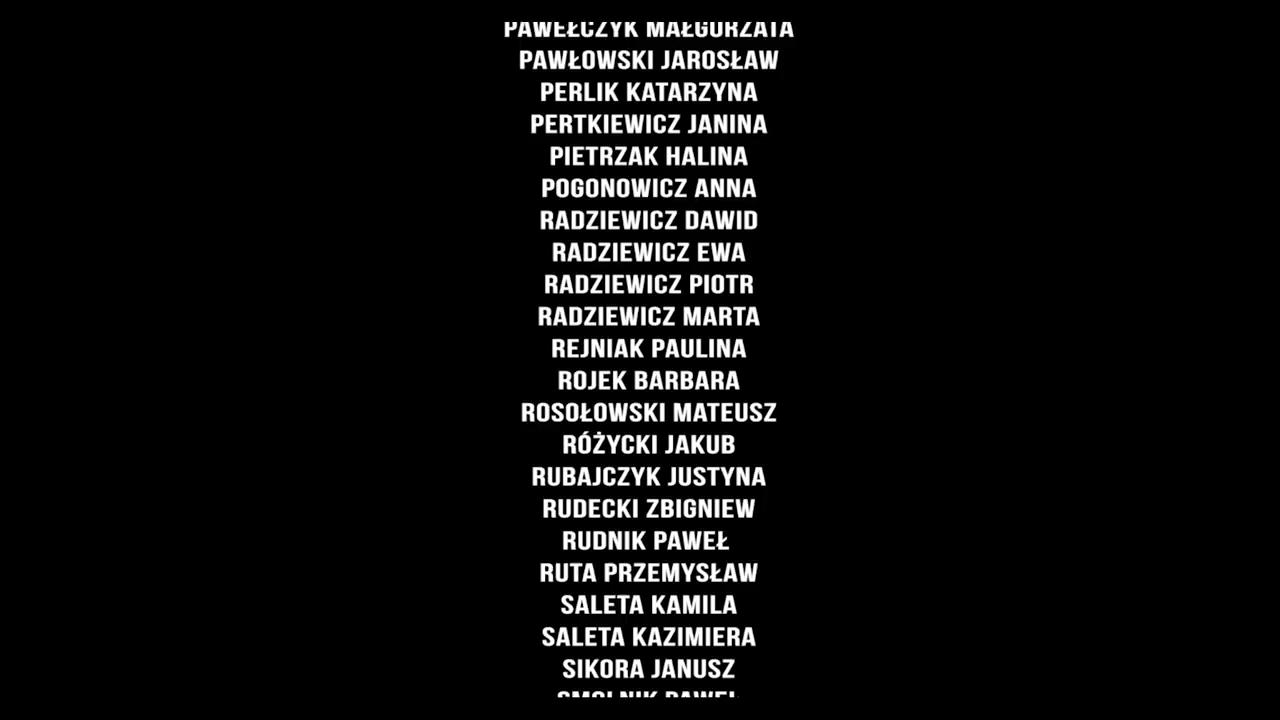 PAWEŁCZYK MAŁGORZATA
PAWŁOWSKI JAROSŁAW
PERLIK KATARZYNA
PERTKIEWICZ JANINA
PIETRZAK HALINA
POGONOWICZ ANNA
RADZIEWICZ DAWID
RADZIEWICZ EWA
RADZIEWICZ PIOTR
RADZIEWICZ MARTA
REJNIAK PAULINA
ROJEK BARBARA
ROSOŁOWSKI MATEUSZ
RÓŻYCKI JAKUB
RUBAJCZYK JUSTYNA
RUDECKI ZBIGNIEW
RUDNIK PAWEŁ
RUTA PRZEMYSŁAW
SALETA KAMILA
SALETA KAZIMIERA
SIKORA JANUSZ